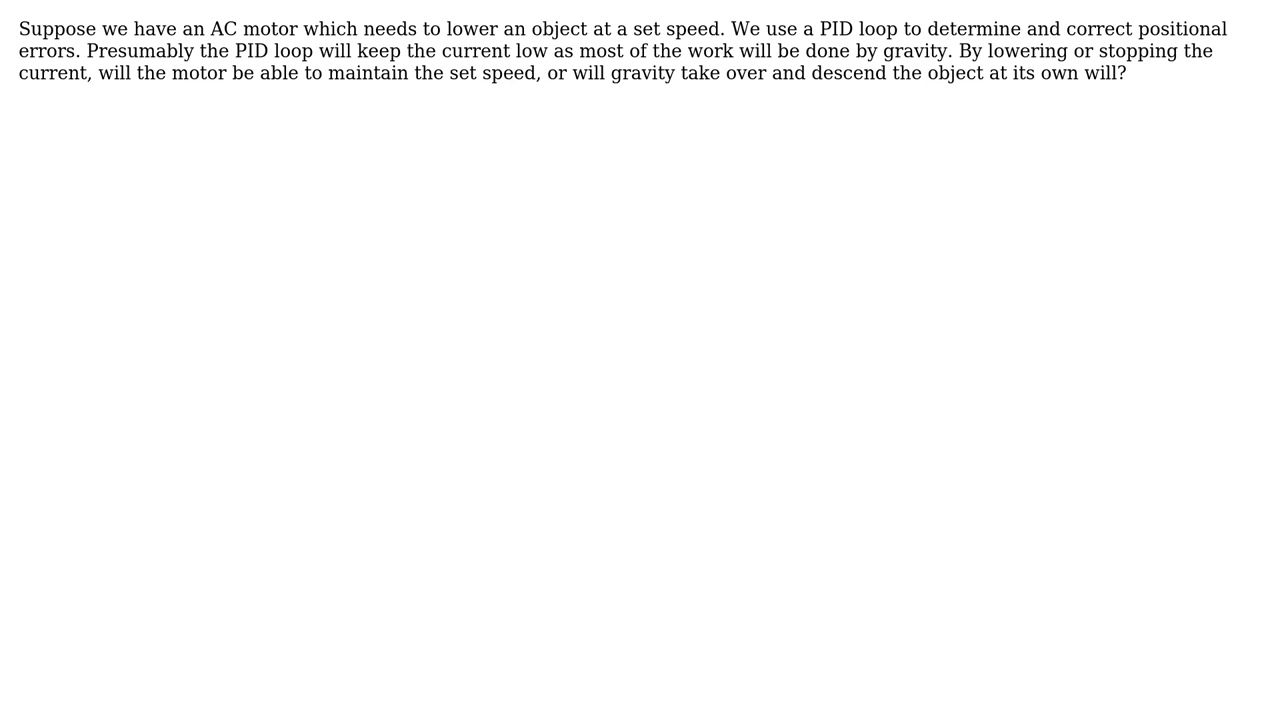 Suppose we have an AC motor which needs to lower an object at a set speed. We use a PID loop to determine and correct positional
errors. Presumably the PID loop will keep the current low as most of the work will be done by gravity. By lowering or stopping the
current, will the motor be able to maintain the set speed, or will gravity take over and descend the object at its own will?